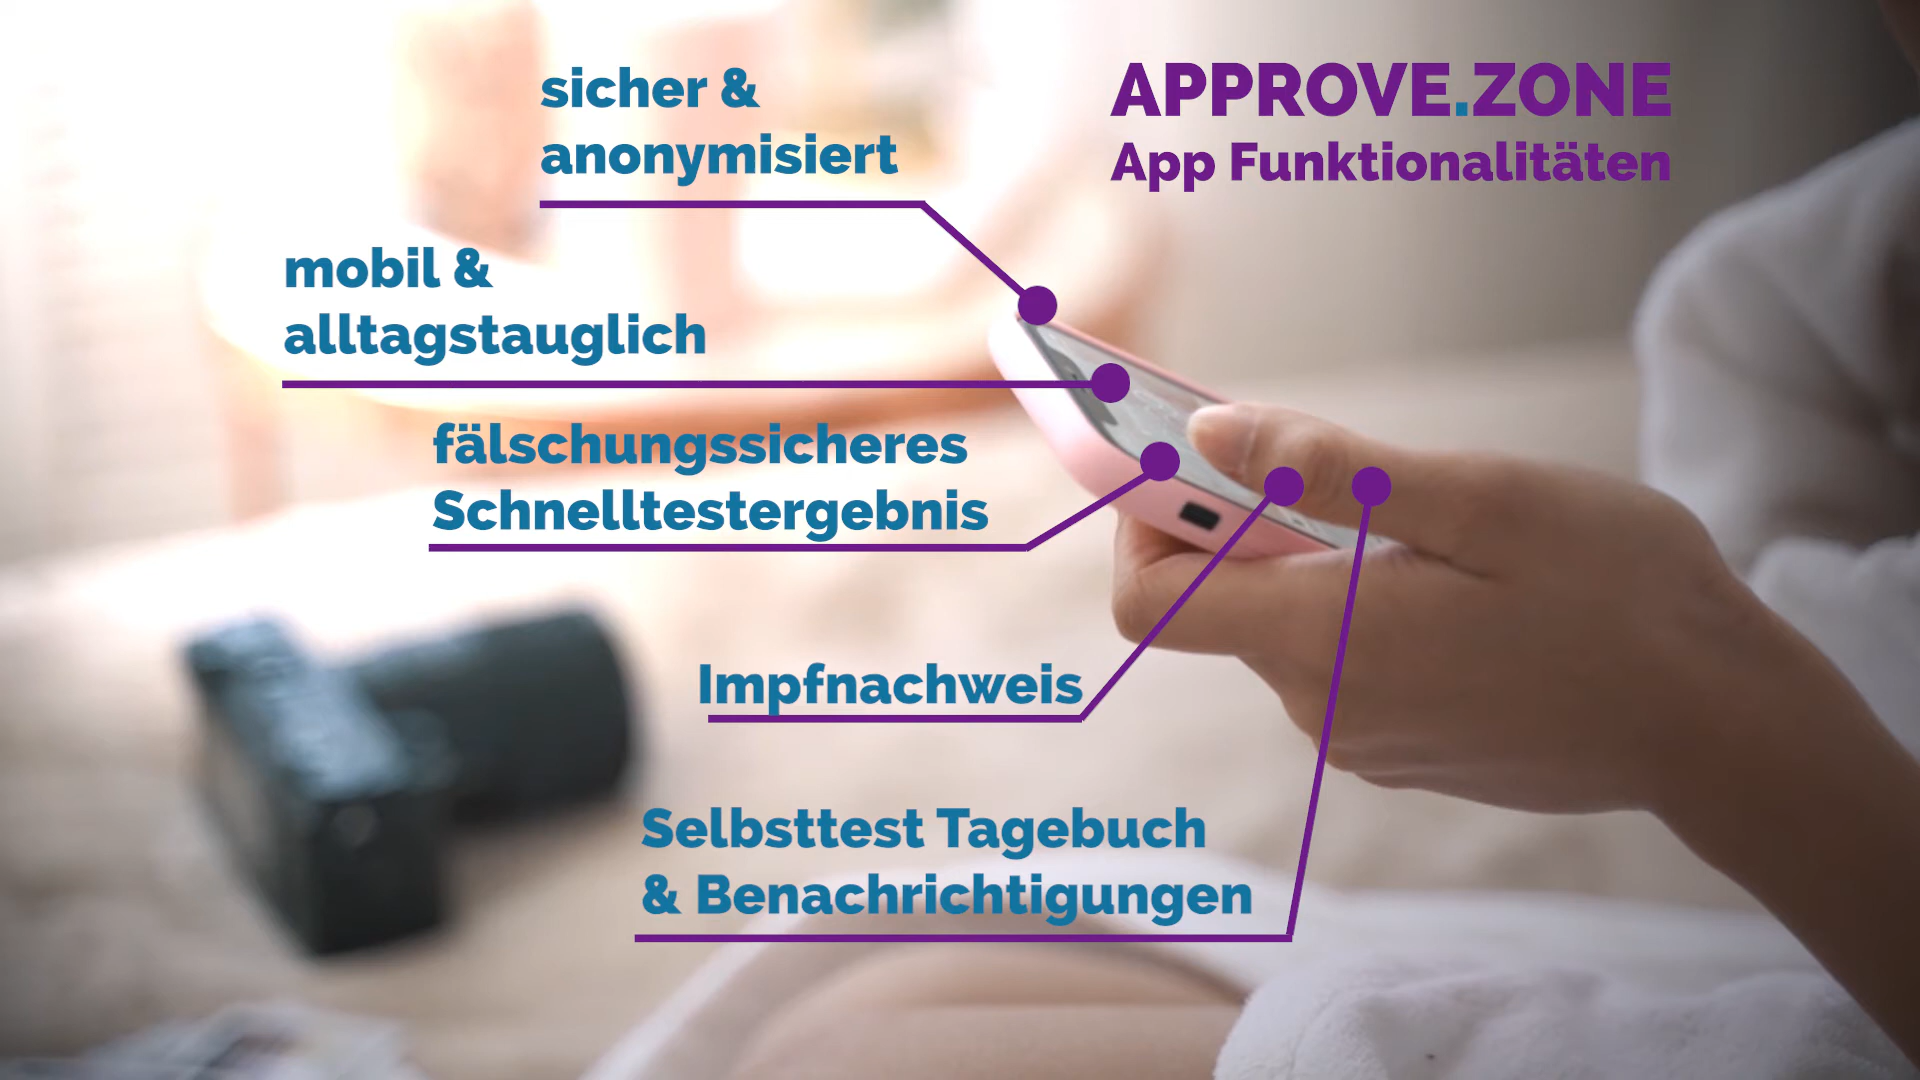 APPROVE.ZONE
App Funktionalitäten
sicher &
anonymisiert
mobil &
alltagstauglich
fälschungssicheres
Schnelltestergebnis
Impfnachweis
Selbsttest Tagebuch
& Benachrichtigungen